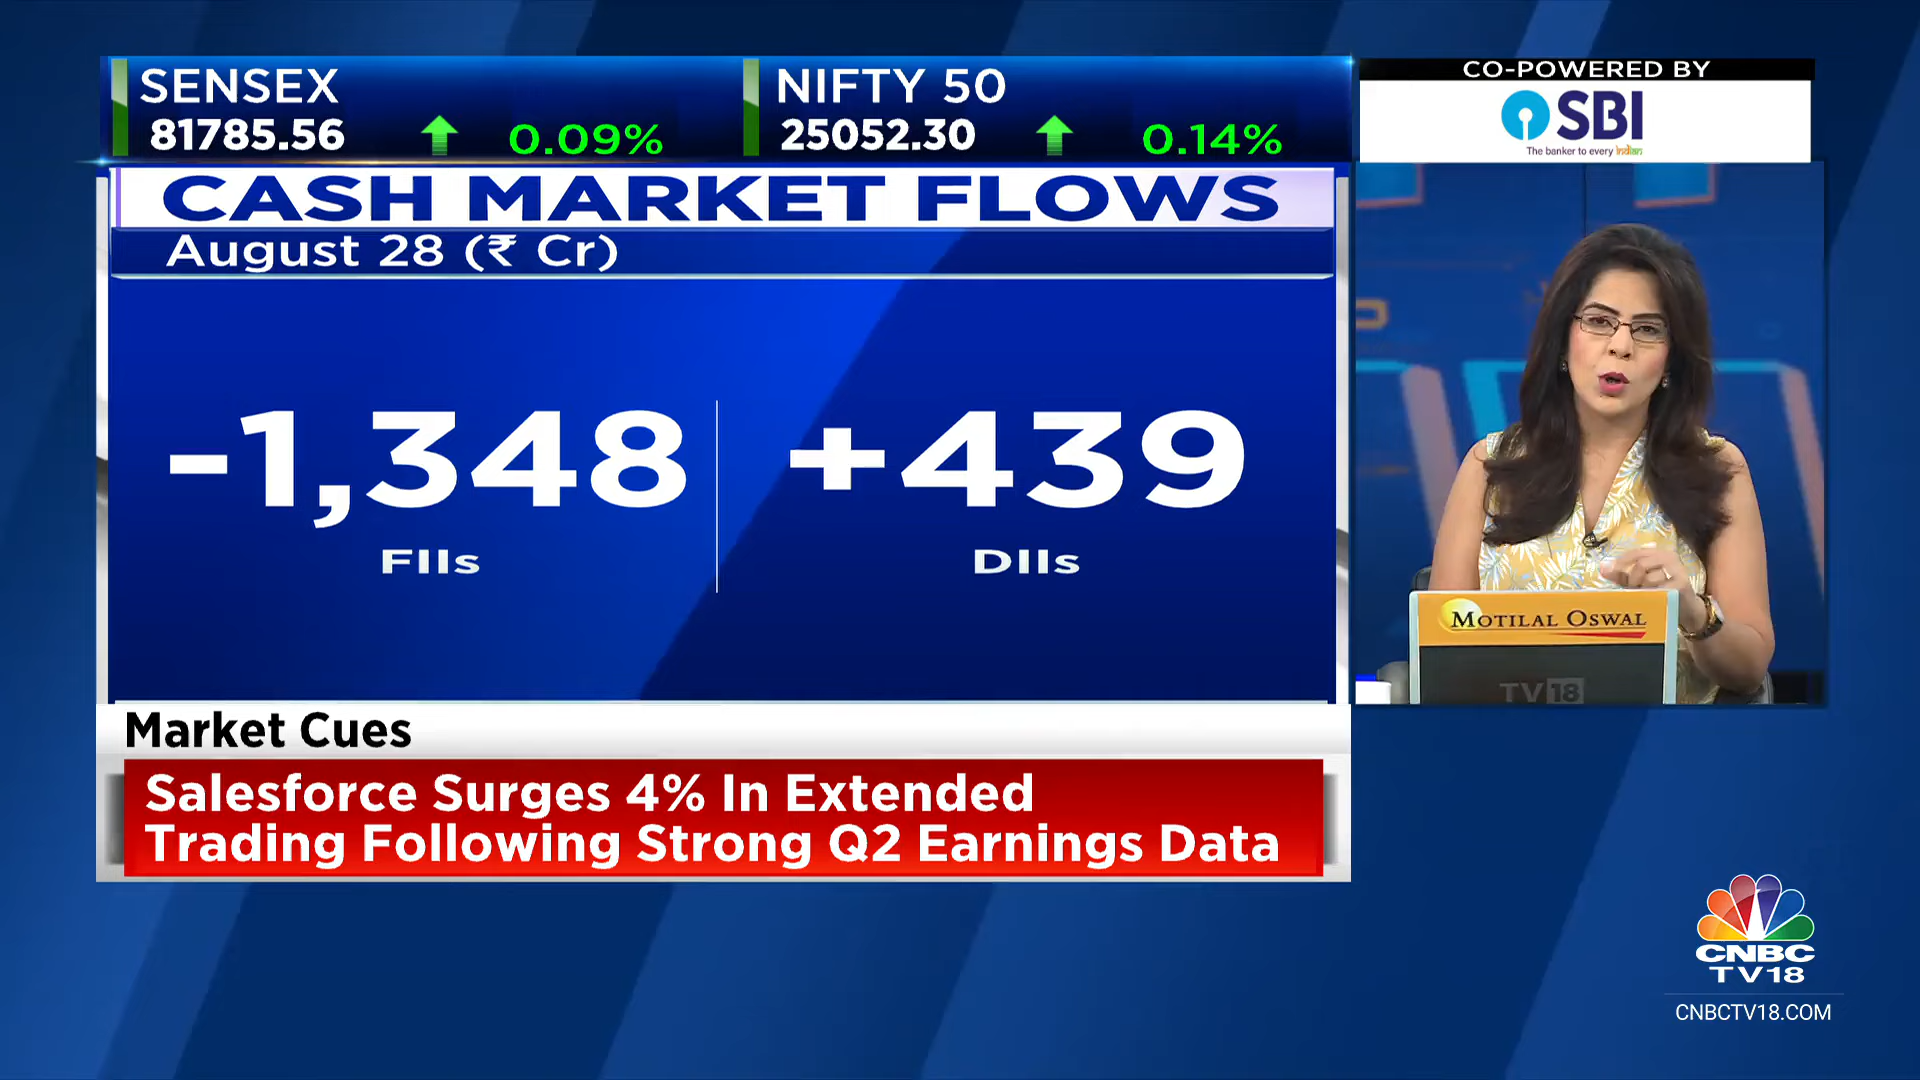 SENSEX
81785.56 0.09%
NIFTY 50
25052.30 0.14%
CO-POWERED BY
SBI
The banker to every Indian
CASH MARKET FLOWS
August 28 (₹ Cr)
-1,348
FIIs
+439
DIIs
MOTILAL OSWAL
TV18
Market Cues
Salesforce Surges 4% In Extended
Trading Following Strong Q2 Earnings Data
CNBC
TV18
CNBCTV18.COM